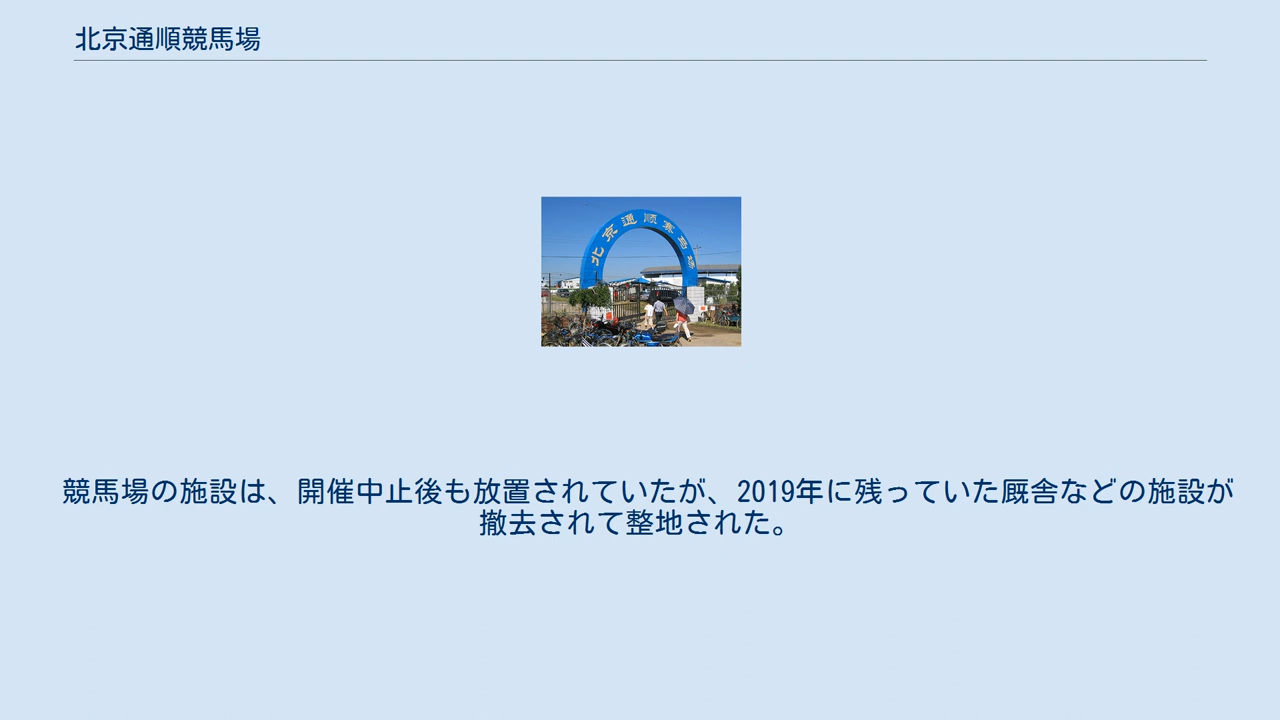 北京通順競馬場
北京通顺赛马场
競馬場の施設は、開催中止後も放置されていたが、2019年に残っていた厩舎などの施設が
撤去されて整地された。